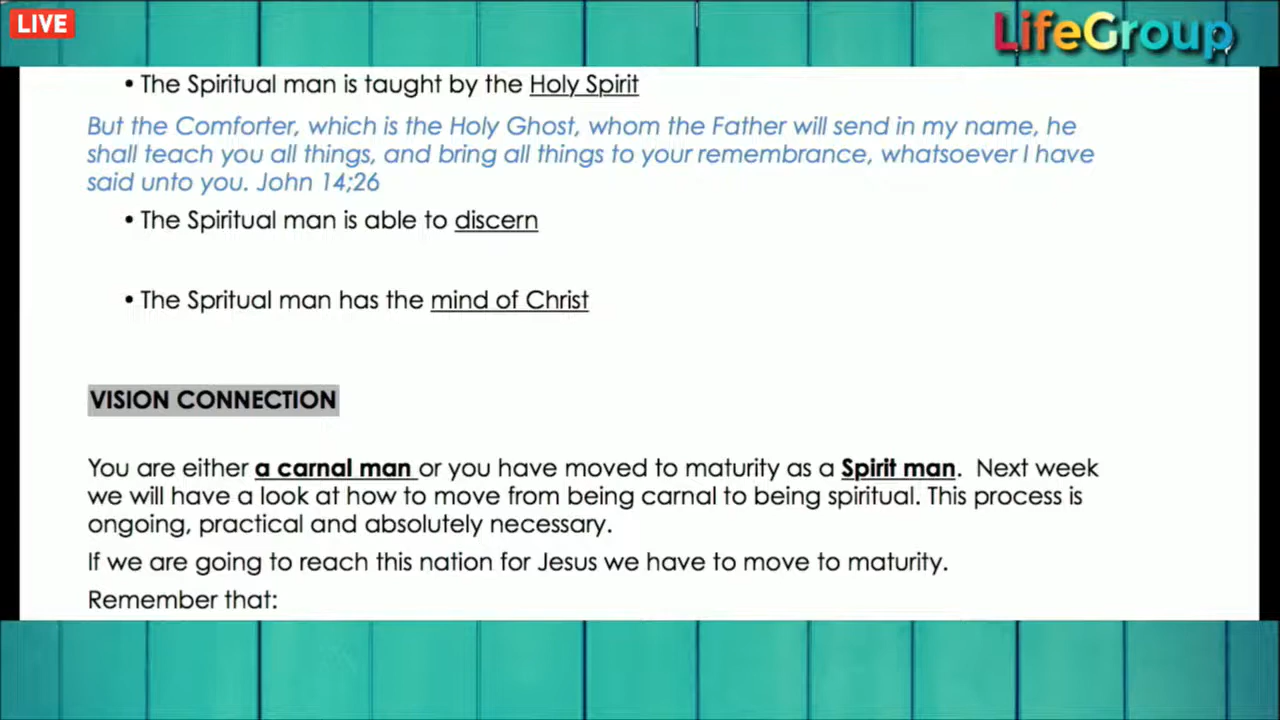 LIVE
LifeGroup
• The Spiritual man is taught by the Holy Spirit
But the Comforter, which is the Holy Ghost, whom the Father will send in my name, he
shall teach you all things, and bring all things to your remembrance, whatsoever I have
said unto you. John 14;26
• The Spiritual man is able to discern
• The Spritual man has the mind of Christ
VISION CONNECTION
You are either a carnal man or you have moved to maturity as a Spirit man. Next week
we will have a look at how to move from being carnal to being spiritual. This process is
ongoing, practical and absolutely necessary.
If we are going to reach this nation for Jesus we have to move to maturity.
Remember that: